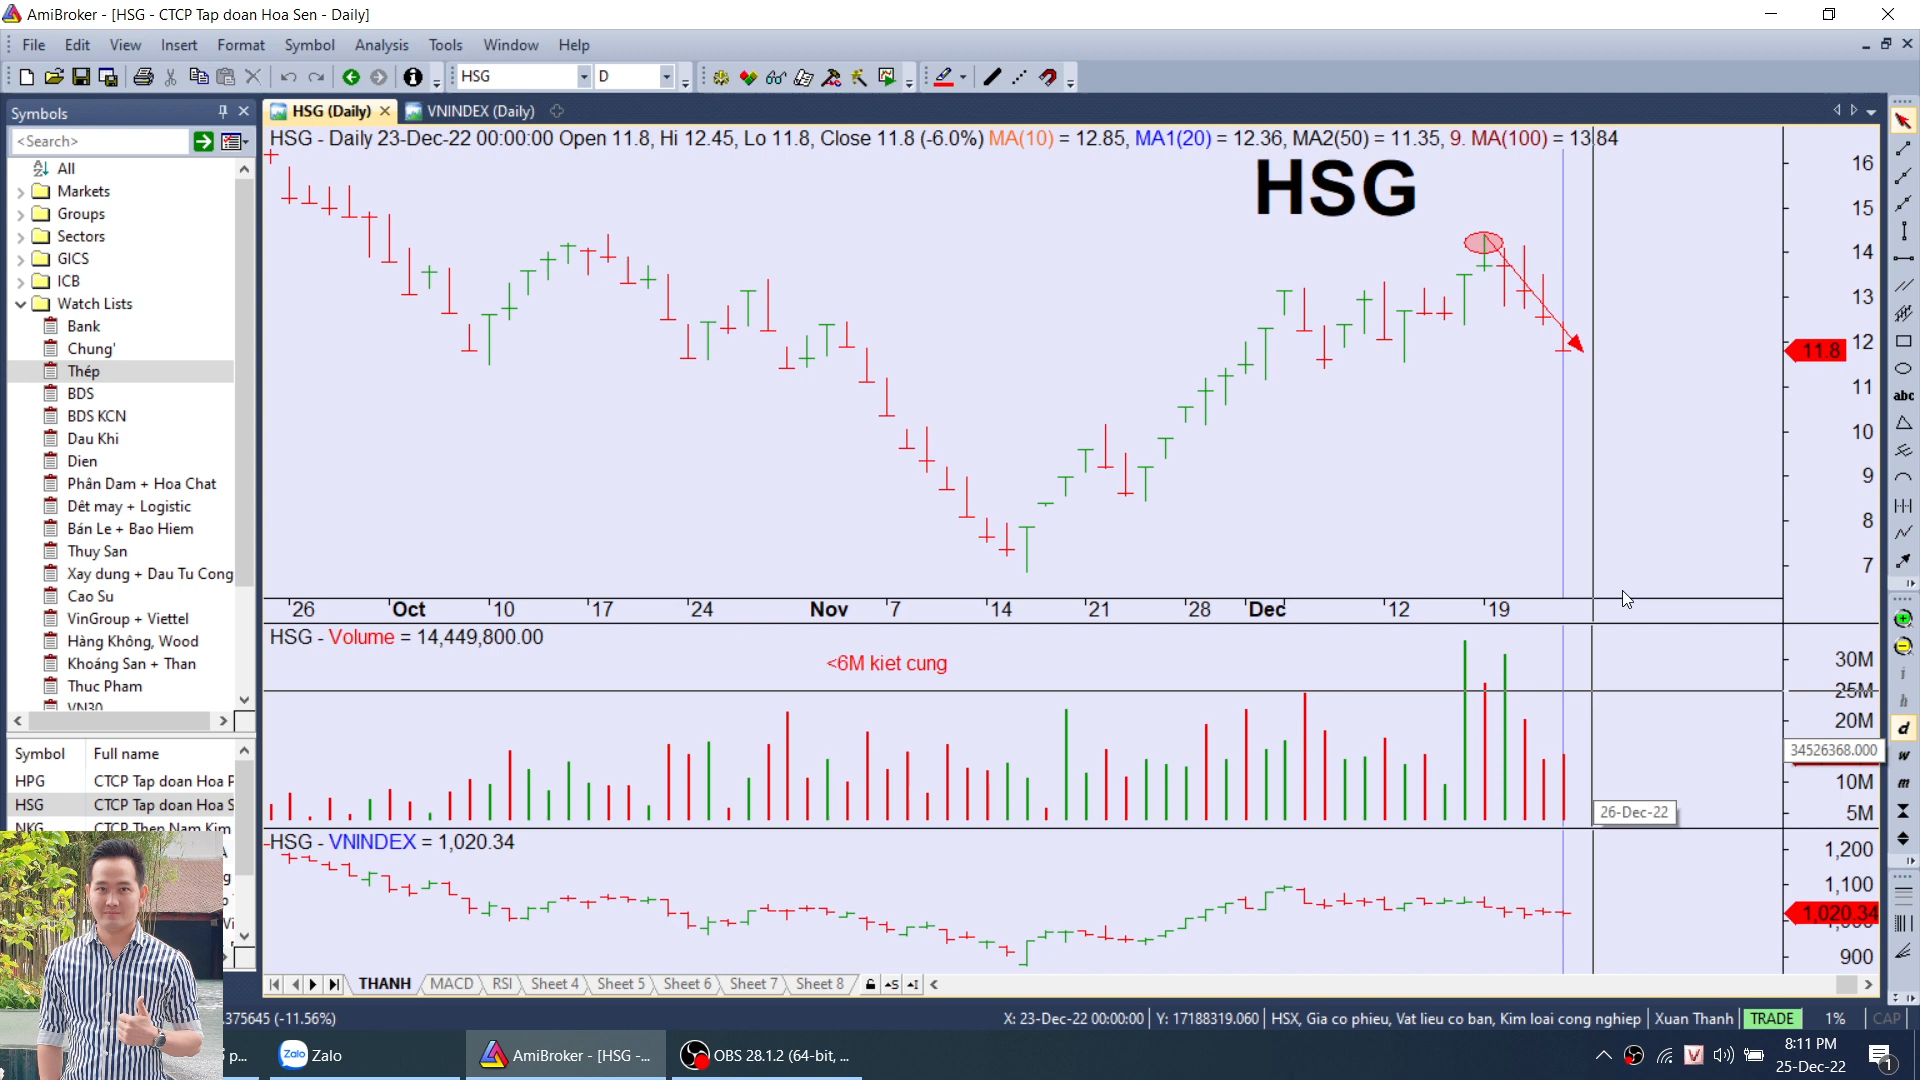 AmiBroker - [HSG - CTCP Tap doan Hoa Sen - Daily]
File Edit View Insert Format Symbol Analysis Tools Window Help
HSG D
Symbols
HSG (Daily) VNINDEX (Daily)
<Search>
All
Markets
Groups
Sectors
GICS
ICB
Watch Lists
Bank
Chung'
Thép
BDS
BDS KCN
Dau Khi
Dien
Phân Dam + Hoa Chat
Dêt may + Logistic
Bán Le + Bao Hiem
Thuy San
Xay dung + Dau Tu Cong
Cao Su
VinGroup + Viettel
Hàng Không, Wood
Khoáng San + Than
Thuc Pham
VN30
Symbol Full name
HPG CTCP Tap doan Hoa P
HSG CTCP Tap doan Hoa S
NKG CTCP Thep Nam Kim
HSG - Daily 23-Dec-22 00:00:00 Open 11.8, Hi 12.45, Lo 11.8, Close 11.8 (-6.0%) MA(10) = 12.85, MA1(20) = 12.36, MA2(50) = 11.35, 9. MA(100) = 13.84
HSG
16
15
14
13
12
11.8
11
10
9
8
7
26 Oct 10 17 24 Nov 7 14 21 28 Dec 12 19
HSG - Volume = 14,449,800.00
<6M kiet cung
30M
25M
20M
34526368.000
10M
5M
26-Dec-22
HSG - VNINDEX = 1,020.34
1,200
1,100
1,020.34
1,000
900
abc
i
h
d
w
m
THANH MACD RSI Sheet 4 Sheet 5 Sheet 6 Sheet 7 Sheet 8
.375645 (-11.56%) X: 23-Dec-22 00:00:00 Y: 17188319.060 HSX, Gia co phieu, Vat lieu co ban, Kim loai cong nghiep Xuan Thanh TRADE 1% CAP
p... Zalo Zalo AmiBroker - [HSG -... OBS 28.1.2 (64-bit, ...
V
8:11 PM
25-Dec-22
1